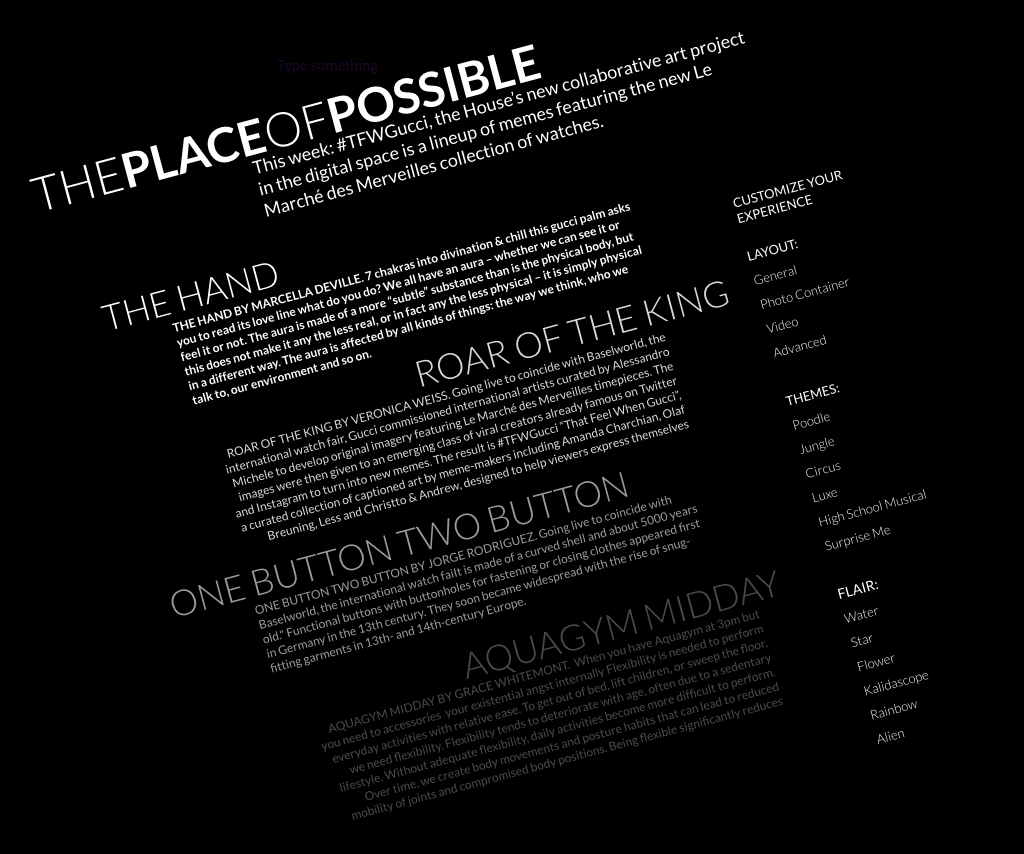 Type something
THEPLACEOFPOSSIBLE
This week: #TFWGucci, the House's new collaborative art project
in the digital space is a lineup of memes featuring the new Le
Marché des Merveilles collection of watches.
THE HAND
THE HAND BY MARCELLA DEVILLE. 7 chakras into divination & chill this gucci palm asks
you to read its love line what do you do? We all have an aura – whether we can see it or
feel it or not. The aura is made of a more “subtle” substance than is the physical body, but
this does not make it any the less real, or in fact any the less physical – it is simply physical
in a different way. The aura is affected by all kinds of things: the way we think, who we
talk to, our environment and so on.
ROAR OF THE KING
ROAR OF THE KING BY VERONICA WEISS. Going live to coincide with Baselworld, the
international watch fair, Gucci commissioned international artists curated by Alessandro
Michele to develop original imagery featuring Le Marché des Merveilles timepieces. The
images were then given to an emerging class of viral creators already famous on Twitter
and Instagram to turn into new memes. The result is #TFWGucci “That Feel When Gucci”,
a curated collection of captioned art by meme-makers including Amanda Charchian, Olaf
Breuning, Less and Christto & Andrew, designed to help viewers express themselves
ONE BUTTON TWO BUTTON
ONE BUTTON TWO BUTTON BY JORGE RODRIGUEZ. Going live to coincide with
Baselworld, the international watch failt is made of a curved shell and about 5000 years
old." Functional buttons with buttonholes for fastening or closing clothes appeared first
in Germany in the 13th century. They soon became widespread with the rise of snug-
fitting garments in 13th- and 14th-century Europe.
AQUAGYM MIDDAY
AQUAGYM MIDDAY BY GRACE WHITEMONT. When you have Aquagym at 3pm but
you need to accessories your existential angst internally Flexibility is needed to perform
everyday activities with relative ease. To get out of bed, lift children, or sweep the floor,
we need flexibility. Flexibility tends to deteriorate with age, often due to a sedentary
lifestyle. Without adequate flexibility, daily activities become more difficult to perform.
Over time, we create body movements and posture habits that can lead to reduced
mobility of joints and compromised body positions. Being flexible significantly reduces
CUSTOMIZE YOUR
EXPERIENCE
LAYOUT:
General
Photo Container
Video
Advanced
THEMES:
Poodle
Jungle
Circus
Luxe
High School Musical
Surprise Me
FLAIR:
Water
Star
Flower
Kalidascope
Rainbow
Alien